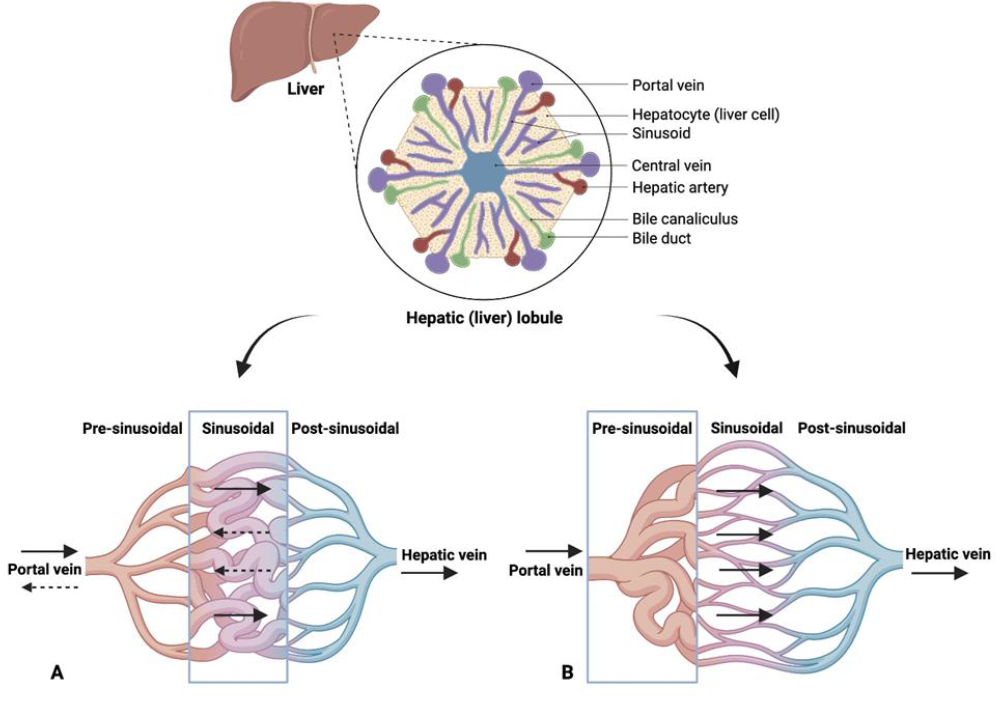 Liver
Portal vein
Hepatocyte (liver cell)
Sinusoid
Central vein
Hepatic artery
Bile canaliculus
Bile duct
Hepatic (liver) lobule
Pre-sinusoidal
Sinusoidal
Post-sinusoidal
Portal vein
Hepatic vein
A
Pre-sinusoidal
Sinusoidal
Post-sinusoidal
Portal vein
Hepatic vein
B